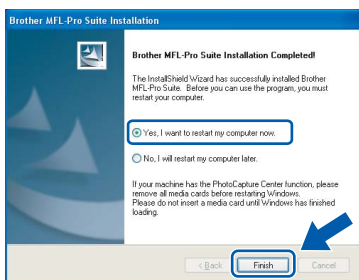 Brother MFL-Pro Suite Installation
Brother MFL-Pro Suite Installation Completed!
The InstallShield Wizard has successfully installed Brother
MFL-Pro Suite. Before you can use the program, you must
restart your computer.
Yes, I want to restart my computer now.
No, I will restart my computer later.
If your machine has the PhotoCapture Center function, please
remove all media cards before restarting Windows.
Please do not insert a media card until Windows has finished
loading.
< Back Finish Cancel